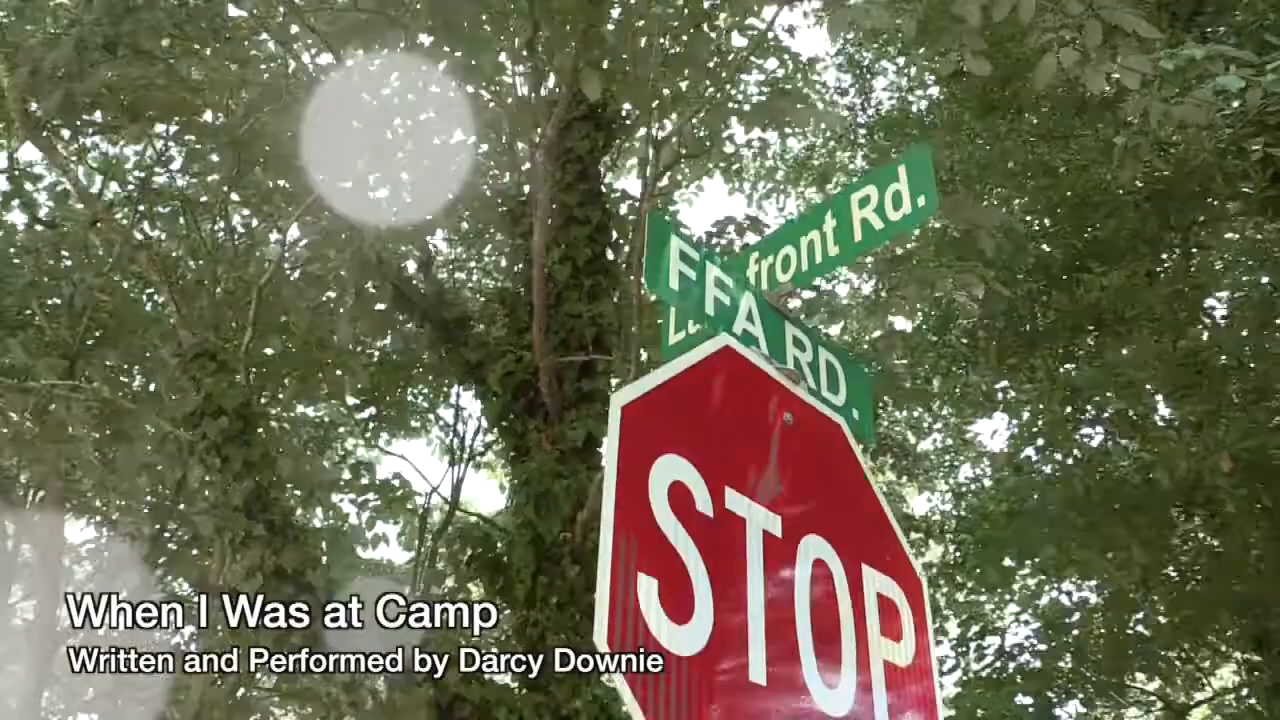 front Rd.
FFA RD.
STOP
When I Was at Camp
Written and Performed by Darcy Downie